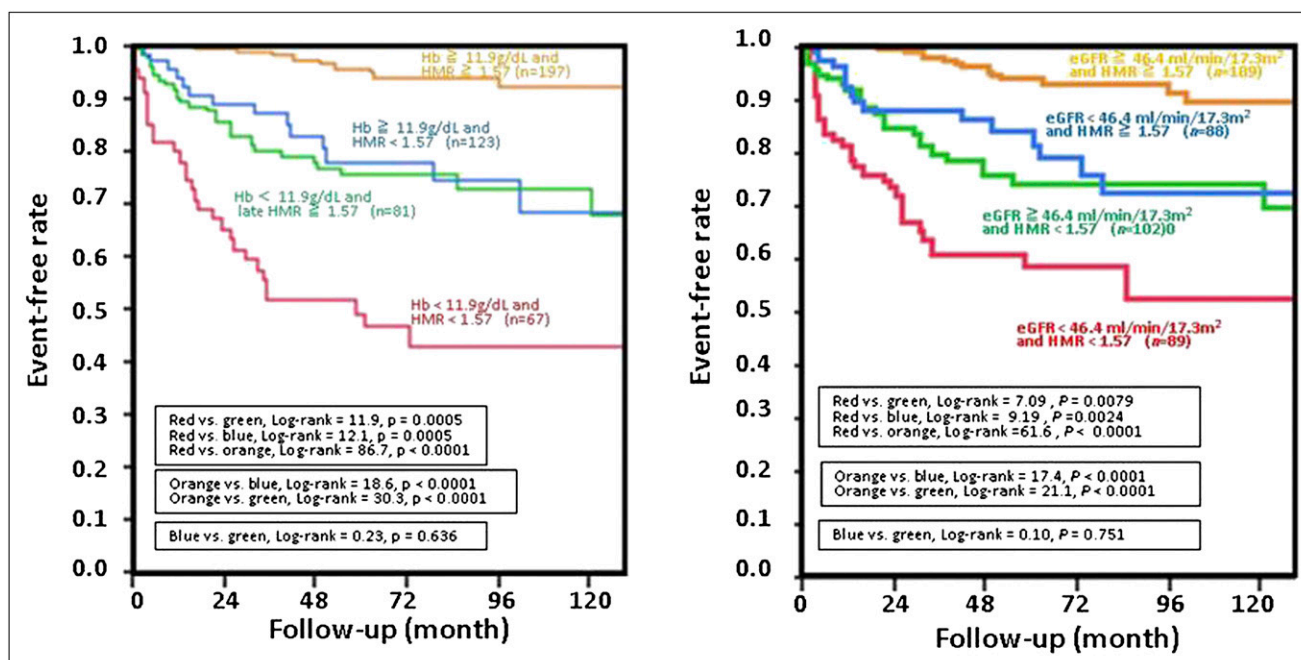 Event-free rate
1.0
0.9
0.8
0.7
0.6
0.5
0.4
0.3
0.2
0.1
0.0
Hb ≧ 11.9g/dL and
HMR ≧ 1.57 (n=197)
Hb ≧ 11.9g/dL and
HMR < 1.57 (n=123)
Hb < 11.9g/dL and
late HMR ≦ 1.57 (n=81)
Hb < 11.9g/dL and
HMR < 1.57 (n=67)
Red vs. green, Log-rank = 11.9, p = 0.0005
Red vs. blue, Log-rank = 12.1, p = 0.0005
Red vs. orange, Log-rank = 86.7, p < 0.0001
Orange vs. blue, Log-rank = 18.6, p < 0.0001
Orange vs. green, Log-rank = 30.3, p < 0.0001
Blue vs. green, Log-rank = 0.23, p = 0.636
0 24 48 72 96 120
Follow-up (month)
Event-free rate
1.0
0.9
0.8
0.7
0.6
0.5
0.4
0.3
0.2
0.1
0.0
eGFR ≧ 46.4 ml/min/17.3m²
and HMR ≧ 1.57 (n=189)
eGFR < 46.4 ml/min/17.3m²
and HMR ≧ 1.57 (n=88)
eGFR ≧ 46.4 ml/min/17.3m²
and HMR < 1.57 (n=102)0
eGFR < 46.4 ml/min/17.3m²
and HMR < 1.57 (n=89)
Red vs. green, Log-rank = 7.09 , P = 0.0079
Red vs. blue, Log-rank = 9.19 , P =0.0024
Red vs. orange, Log-rank =61.6 , P < 0.0001
Orange vs. blue, Log-rank = 17.4, P < 0.0001
Orange vs. green, Log-rank = 21.1, P < 0.0001
Blue vs. green, Log-rank = 0.10, P = 0.751
0 24 48 72 96 120
Follow-up (month)